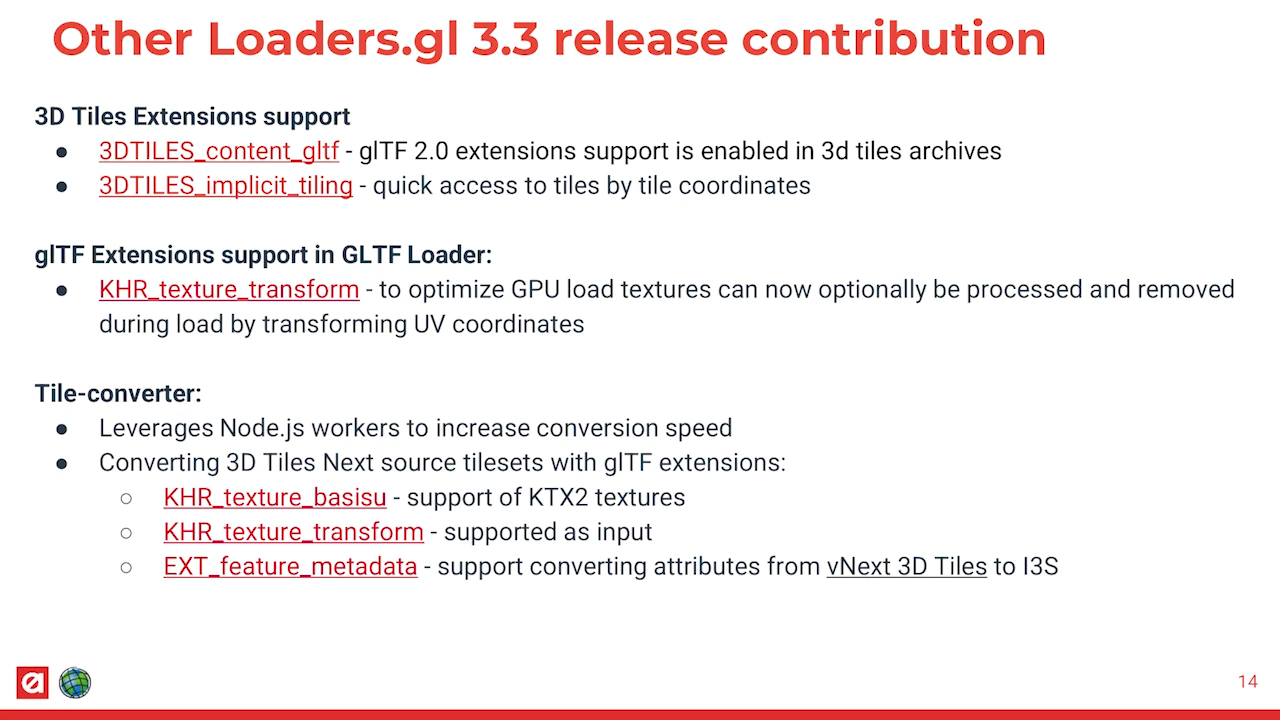 Other Loaders.gl 3.3 release contribution
3D Tiles Extensions support
● 3DTILES_content_gltf - glTF 2.0 extensions support is enabled in 3d tiles archives
● 3DTILES_implicit_tiling - quick access to tiles by tile coordinates
glTF Extensions support in GLTF Loader:
● KHR_texture_transform - to optimize GPU load textures can now optionally be processed and removed
during load by transforming UV coordinates
Tile-converter:
● Leverages Node.js workers to increase conversion speed
● Converting 3D Tiles Next source tilesets with glTF extensions:
○ KHR_texture_basisu - support of KTX2 textures
○ KHR_texture_transform - supported as input
○ EXT_feature_metadata - support converting attributes from vNext 3D Tiles to I3S
14